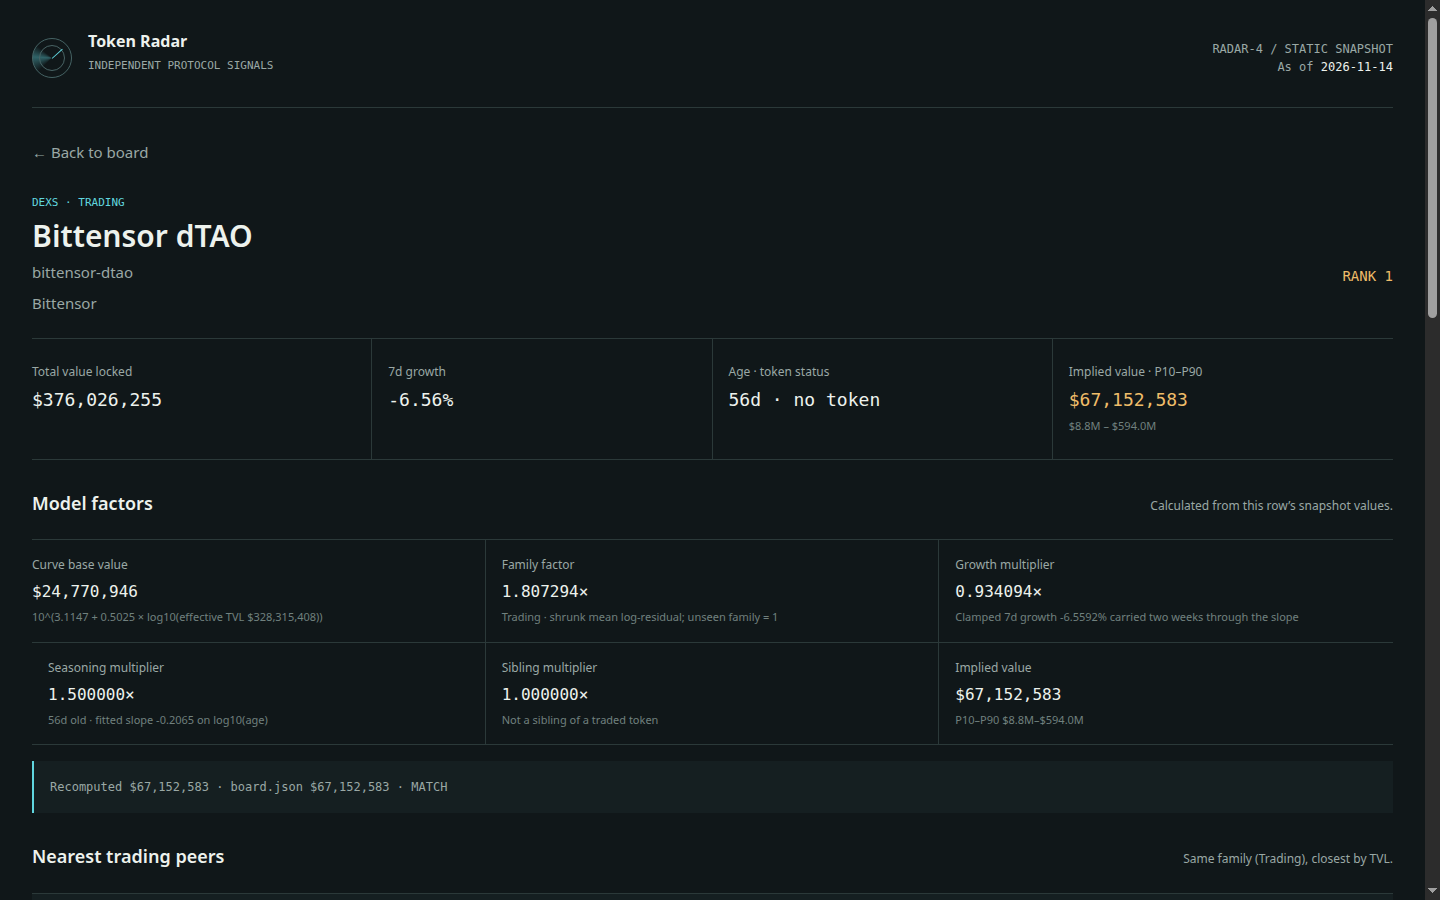 Token Radar
INDEPENDENT PROTOCOL SIGNALS
RADAR-4 / STATIC SNAPSHOT
As of 2026-11-14
← Back to board
DEXS · TRADING
Bittensor dTAO
bittensor-dtao
Bittensor
RANK 1
Total value locked
$376,026,255
7d growth
-6.56%
Age · token status
56d · no token
Implied value · P10–P90
$67,152,583
$8.8M – $594.0M
Model factors
Calculated from this row's snapshot values.
Curve base value
$24,770,946
10^(3.1147 + 0.5025 × log10(effective TVL $328,315,408))
Family factor
1.807294×
Trading · shrunk mean log-residual; unseen family = 1
Growth multiplier
0.934094×
Clamped 7d growth -6.5592% carried two weeks through the slope
Seasoning multiplier
1.500000×
56d old · fitted slope -0.2065 on log10(age)
Sibling multiplier
1.000000×
Not a sibling of a traded token
Implied value
$67,152,583
P10–P90 $8.8M–$594.0M
Recomputed $67,152,583 · board.json $67,152,583 · MATCH
Nearest trading peers
Same family (Trading), closest by TVL.